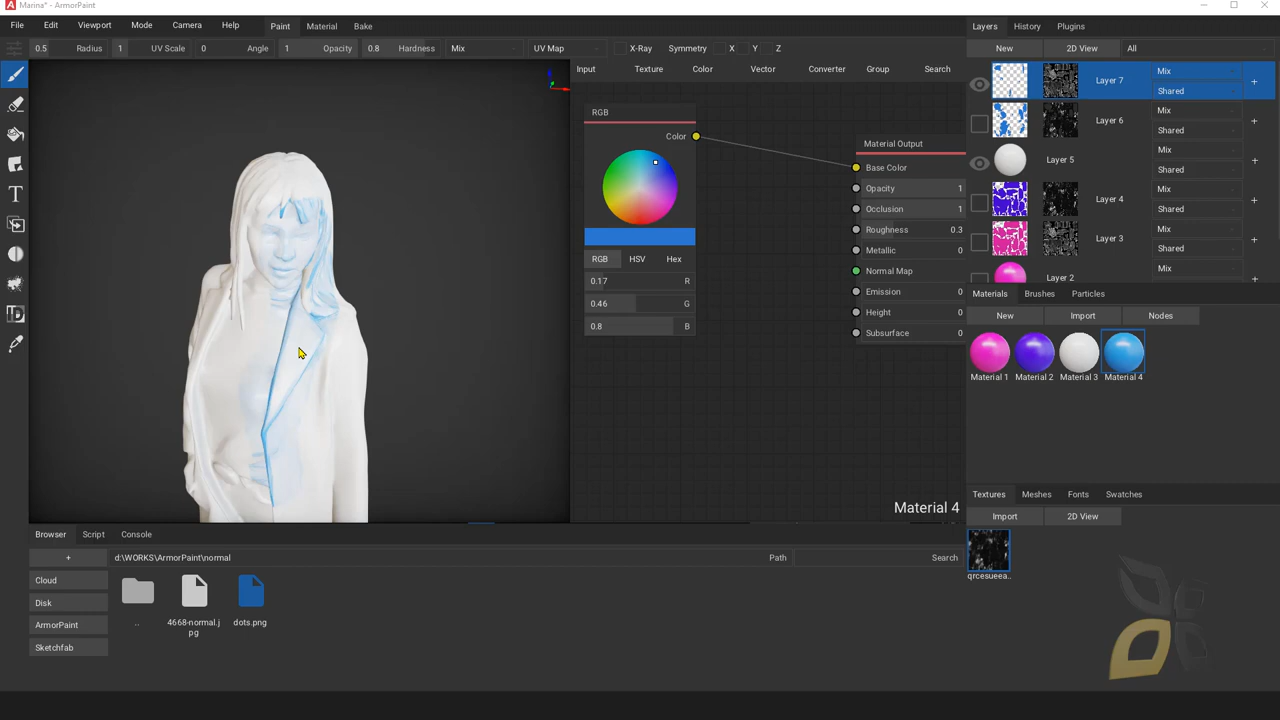 Marina* - ArmorPaint
File Edit Viewport Mode Camera Help Paint Material Bake
0.5 Radius 1 UV Scale 0 Angle 1 Opacity 0.8 Hardness Mix UV Map X-Ray Symmetry X Y Z
Input Texture Color Vector Converter Group Search
RGB
Color
RGB HSV Hex
0.17 R
0.46 G
0.8 B
Material Output
Base Color
Opacity 1
Occlusion 1
Roughness 0.3
Metallic 0
Normal Map
Emission 0
Height 0
Subsurface 0
Material 4
Layers History Plugins
New 2D View All
Layer 7 Mix
Shared
Layer 6 Mix
Shared
Layer 5 Mix
Shared
Layer 4 Mix
Shared
Layer 3 Mix
Shared
Layer 2 Mix
Materials Brushes Particles
New Import Nodes
Material 1 Material 2 Material 3 Material 4
Textures Meshes Fonts Swatches
Import 2D View
qrcesueea..
Browser Script Console
+ d:\WORKS\ArmorPaint\normal Path Search
Cloud
Disk
ArmorPaint
Sketchfab
..
4668-normal.j
pg
dots.png